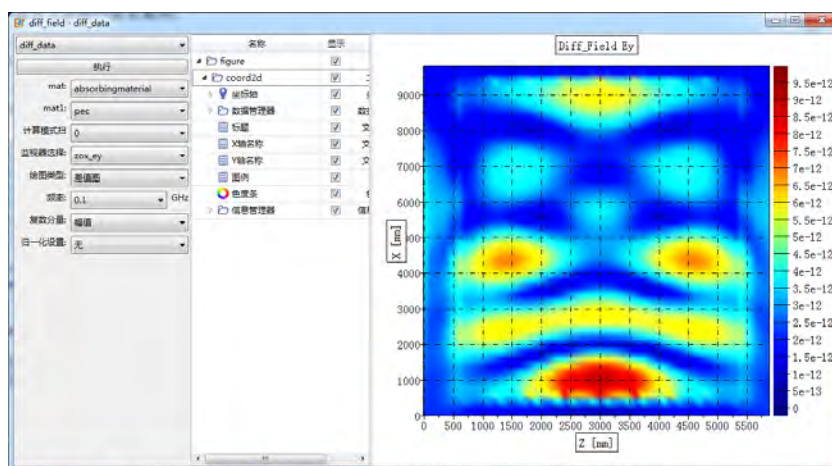 diff_field - diff_data
diff_data
执行
mat: absorbingmaterial
mat1: pec
计算模式扫 0
监视器选择: zox_ey
绘图类型: 差值图
频率: 0.1 GHz
复数分量: 幅值
归一化设置: 无
名称 显示
figure
coord2d
坐标轴
数据管理器 数
标题 文
X轴名称 文
Y轴名称 文
图例
色度条
信息管理器 信息
Diff_Field Ey
X [mm]
9000
8000
7000
6000
5000
4000
3000
2000
1000
0
0 500 1000 1500 2000 2500 3000 3500 4000 4500 5000 5500
Z [mm]
9.5e-12
9e-12
8.5e-12
8e-12
7.5e-12
7e-12
6.5e-12
6e-12
5.5e-12
5e-12
4.5e-12
4e-12
3.5e-12
3e-12
2.5e-12
2e-12
1.5e-12
1e-12
5e-13
0